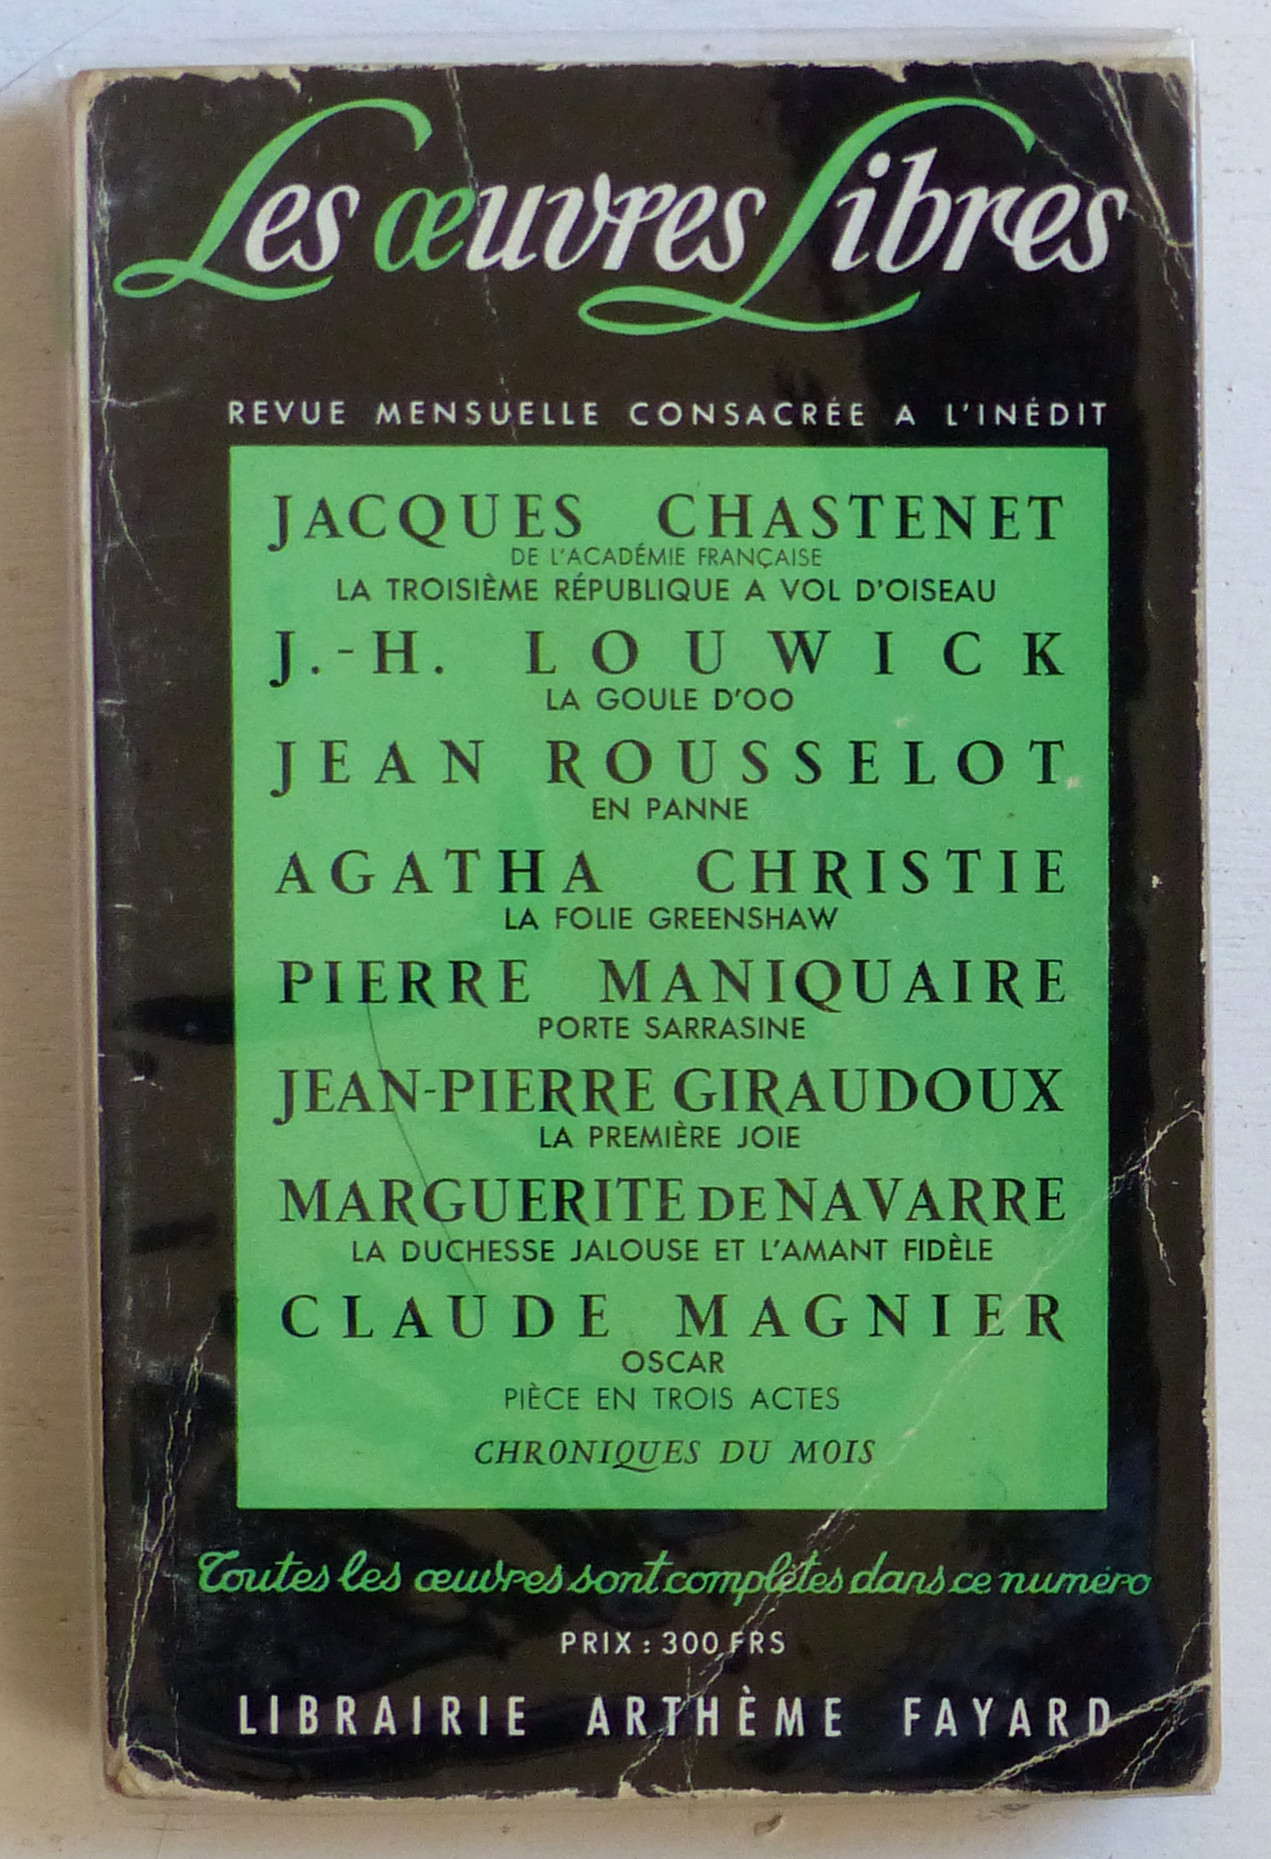 Les œuvres Libres
REVUE MENSUELLE CONSACRÉE A L'INÉDIT
JACQUES CHASTENET
DE L'ACADÉMIE FRANÇAISE
LA TROISIÈME RÉPUBLIQUE A VOL D'OISEAU
J.-H. LOUWICK
LA GOULE D'OO
JEAN ROUSSELOT
EN PANNE
AGATHA CHRISTIE
LA FOLIE GREENSHAW
PIERRE MANIQUAIRE
PORTE SARRASINE
JEAN-PIERRE GIRAUDOUX
LA PREMIÈRE JOIE
MARGUERITE DE NAVARRE
LA DUCHESSE JALOUSE ET L'AMANT FIDÈLE
CLAUDE MAGNIER
OSCAR
PIÈCE EN TROIS ACTES
CHRONIQUES DU MOIS
Toutes les œuvres sont complètes dans ce numéro
PRIX : 300 FRS
LIBRAIRIE ARTHÈME FAYARD